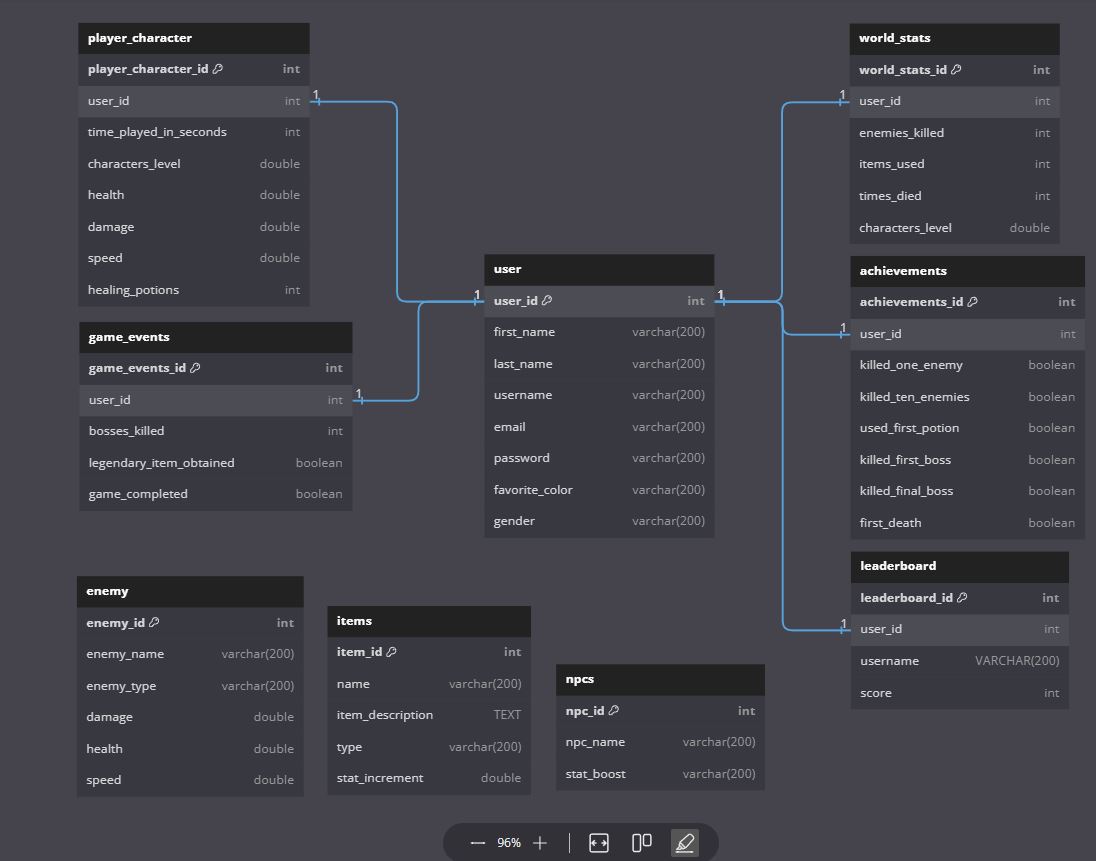 player_character
player_character_id int
user_id int
time_played_in_seconds int
characters_level double
health double
damage double
speed double
healing_potions int
1
game_events
game_events_id int
user_id int
bosses_killed int
legendary_item_obtained boolean
game_completed boolean
1
user
user_id int
first_name varchar(200)
last_name varchar(200)
username varchar(200)
email varchar(200)
password varchar(200)
favorite_color varchar(200)
gender varchar(200)
1
1
world_stats
world_stats_id int
user_id int
enemies_killed int
items_used int
times_died int
characters_level double
1
achievements
achievements_id int
user_id int
killed_one_enemy boolean
killed_ten_enemies boolean
used_first_potion boolean
killed_first_boss boolean
killed_final_boss boolean
first_death boolean
1
leaderboard
leaderboard_id int
user_id int
username VARCHAR(200)
score int
1
enemy
enemy_id int
enemy_name varchar(200)
enemy_type varchar(200)
damage double
health double
speed double
items
item_id int
name varchar(200)
item_description TEXT
type varchar(200)
stat_increment double
npcs
npc_id int
npc_name varchar(200)
stat_boost varchar(200)
96%